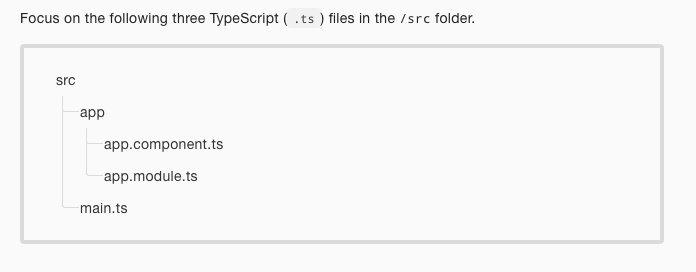 Focus on the following three TypeScript ( .ts ) files in the /src folder.
src
app
app.component.ts
app.module.ts
main.ts